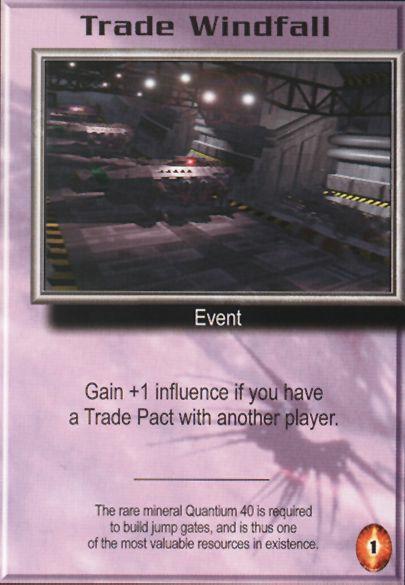 Trade Windfall
Event
Gain +1 influence if you have
a Trade Pact with another player.
The rare mineral Quantium 40 is required
to build jump gates, and is thus one
of the most valuable resources in existence.
1